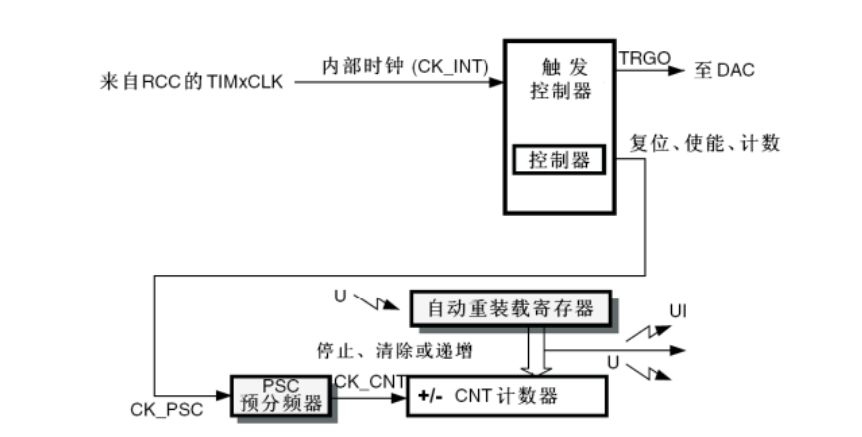 内部时钟 (CK_INT)
来自RCC的TIMxCLK
触发
控制器
TRGO
至DAC
控制器
复位、使能、计数
U
自动重装载寄存器
UI
停止、清除或递增
U
CK_PSC
PSC
预分频器
CK_CNT
+/- CNT计数器